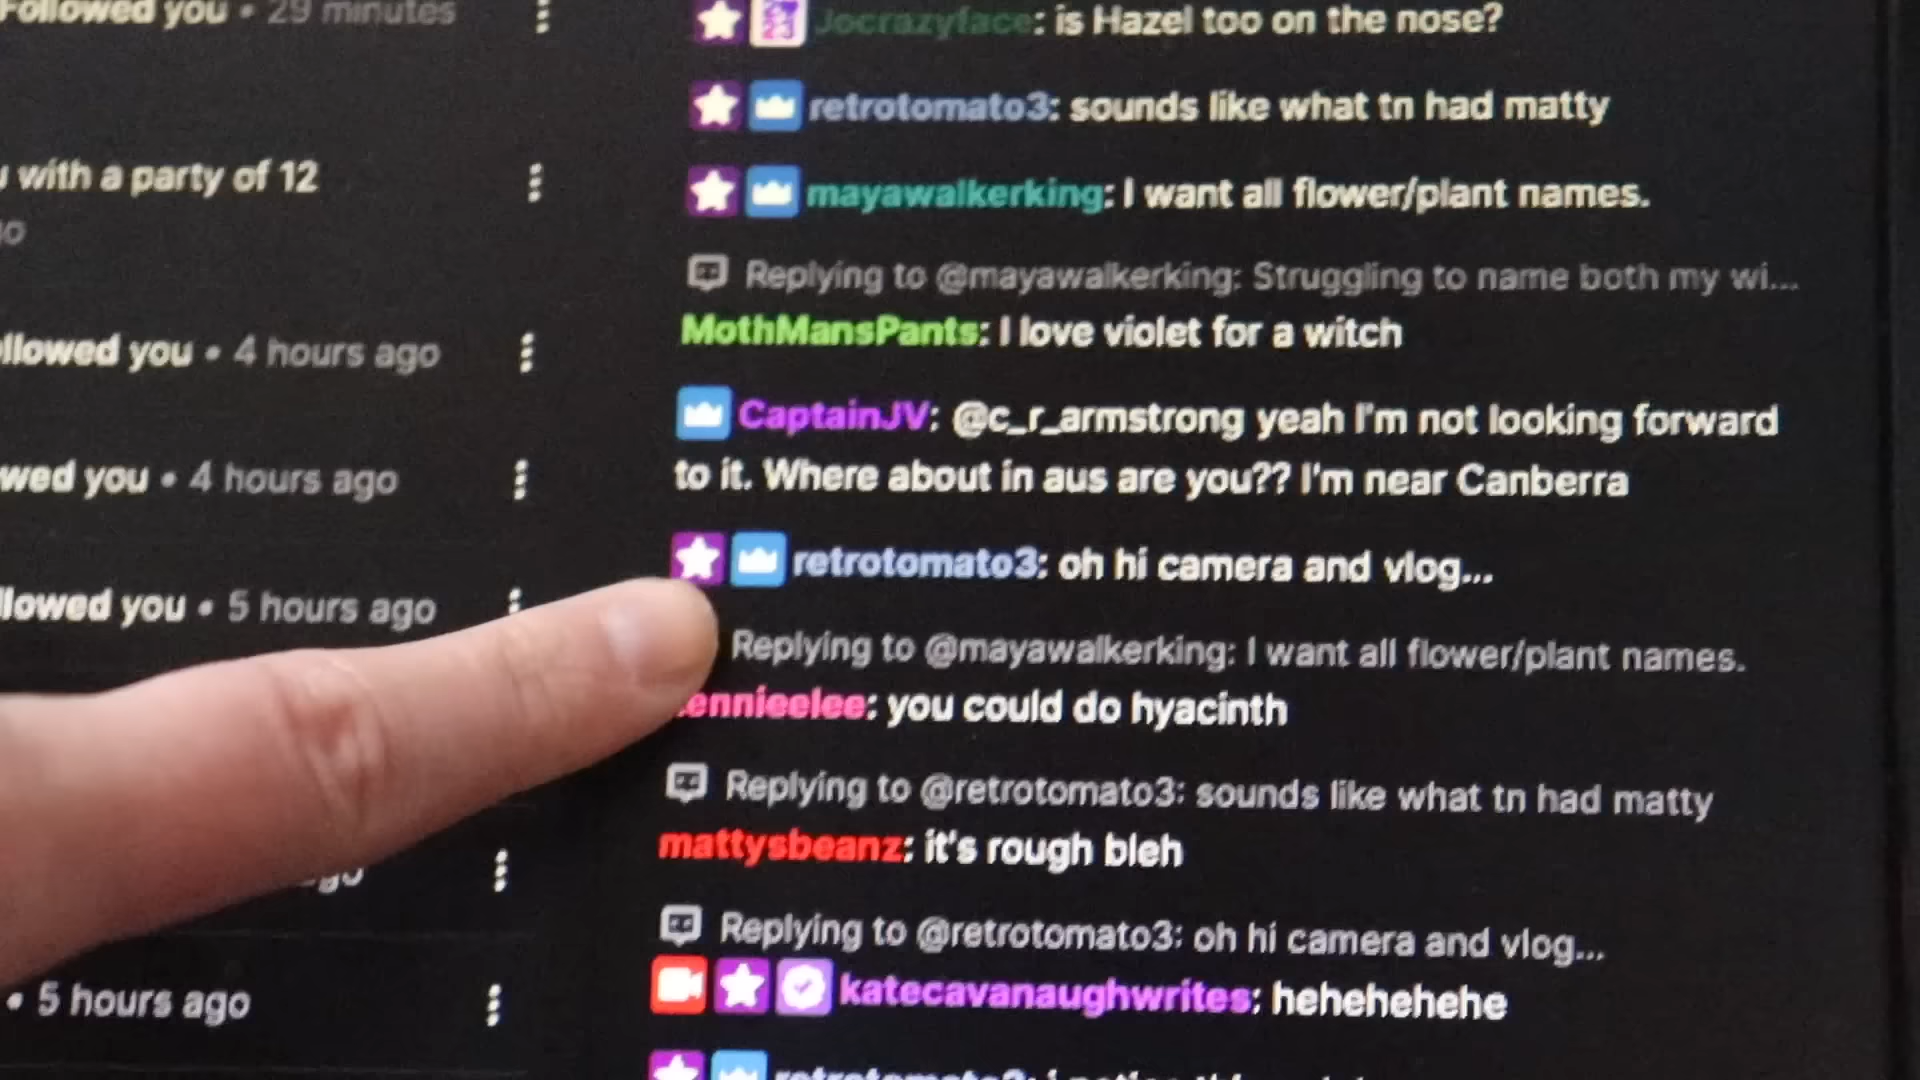 Followed you • 29 minutes
with a party of 12
followed you • 4 hours ago
owed you • 4 hours ago
llowed you • 5 hours ago
ago
• 5 hours ago
Jocrazyface: is Hazel too on the nose?
retrotomato3: sounds like what tn had matty
mayawalkerking: I want all flower/plant names.
Replying to @mayawalkerking: Struggling to name both my wi...
MothMansPants: I love violet for a witch
CaptainJV: @c_r_armstrong yeah I'm not looking forward
to it. Where about in aus are you?? I'm near Canberra
retrotomato3: oh hi camera and vlog...
Replying to @mayawalkerking: I want all flower/plant names.
ennieelee: you could do hyacinth
Replying to @retrotomato3: sounds like what tn had matty
mattysbeanz: it's rough bleh
Replying to @retrotomato3: oh hi camera and vlog...
katecavanaughwrites: hehehehehe
retrotomato3: i